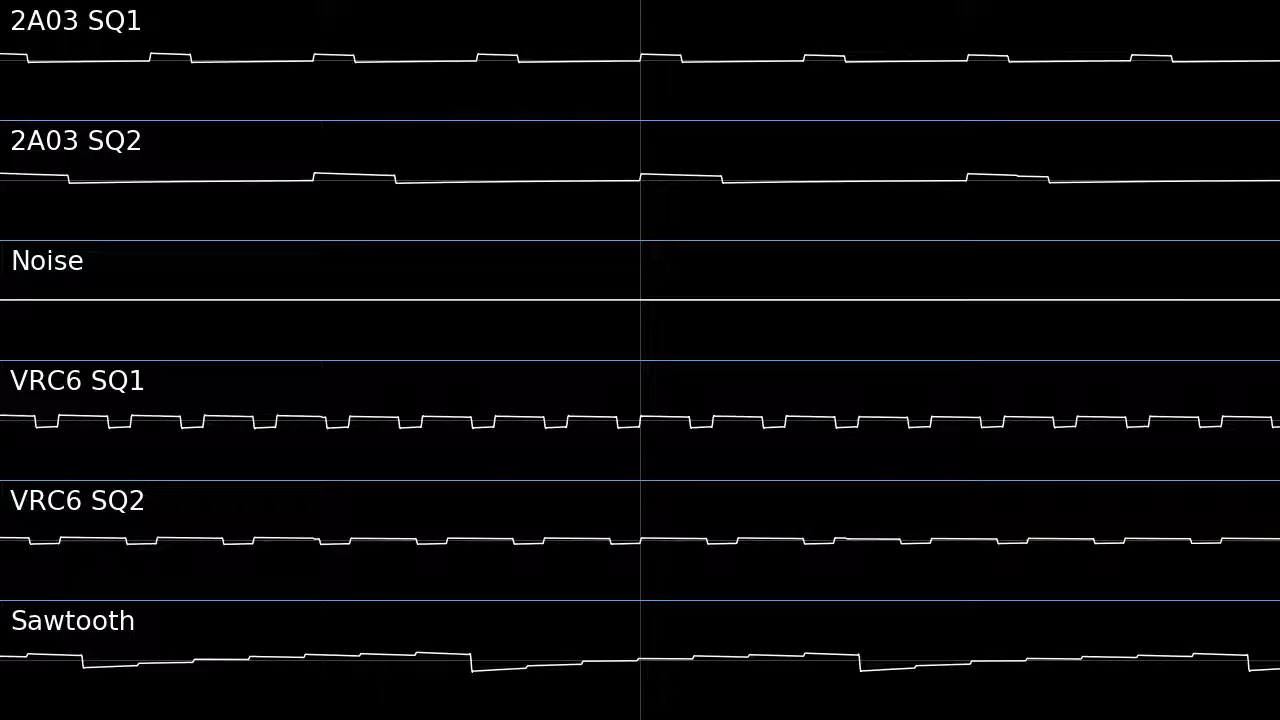 2A03 SQ1
2A03 SQ2
Noise
VRC6 SQ1
VRC6 SQ2
Sawtooth